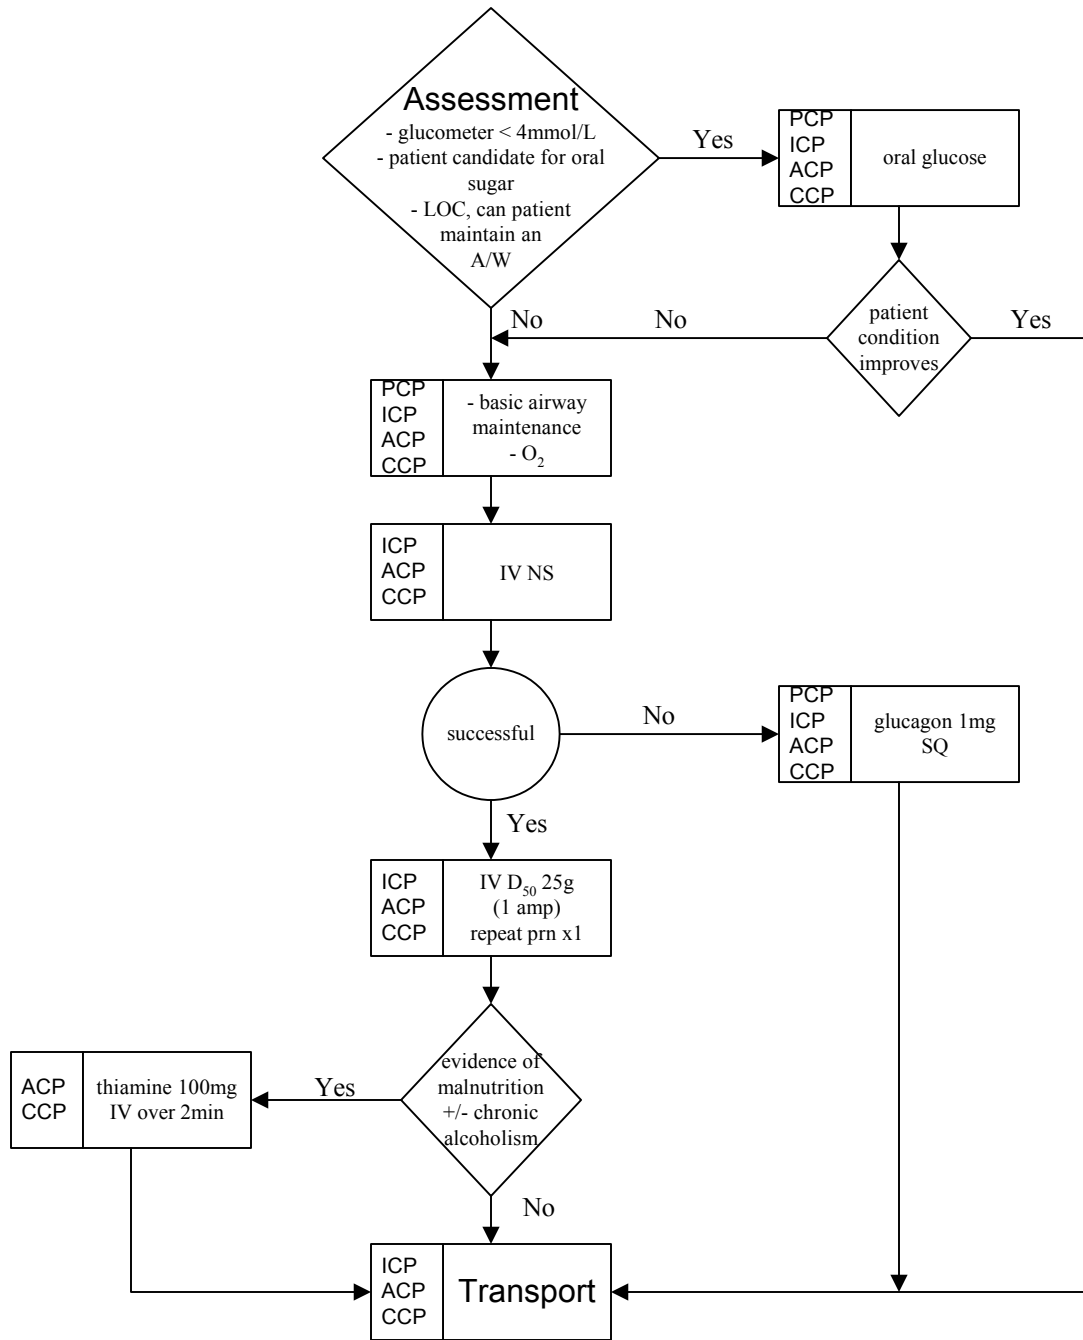 Assessment
- glucometer < 4mmol/L
- patient candidate for oral
sugar
- LOC, can patient
maintain an
A/W
Yes
PCP
ICP
ACP
CCP
oral glucose
No
No
patient
condition
improves
Yes
PCP
ICP
ACP
CCP
- basic airway
maintenance
- O₂
ICP
ACP
CCP
IV NS
successful
No
PCP
ICP
ACP
CCP
glucagon 1mg
SQ
Yes
ICP
ACP
CCP
IV D₅₀ 25g
(1 amp)
repeat prn x1
evidence of
malnutrition
+/- chronic
alcoholism
Yes
ACP
CCP
thiamine 100mg
IV over 2min
No
ICP
ACP
CCP
Transport